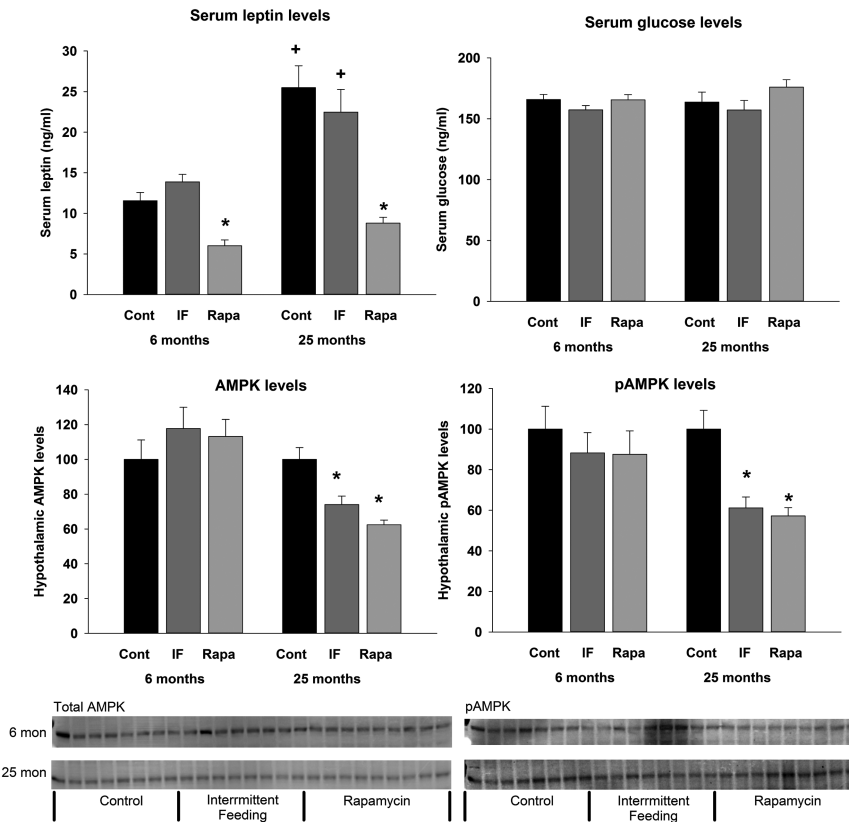 Serum leptin levels
Serum leptin (ng/ml)
30
25
20
15
10
5
0
+
+
*
*
Cont IF Rapa Cont IF Rapa
6 months 25 months
Serum glucose levels
Serum glucose (ng/ml)
200
150
100
50
0
Cont IF Rapa Cont IF Rapa
6 months 25 months
AMPK levels
Hypothalamic AMPK levels
140
120
100
80
60
40
20
0
*
*
Cont IF Rapa Cont IF Rapa
6 months 25 months
pAMPK levels
Hypothalamic pAMPK levels
120
100
80
60
40
20
0
*
*
Cont IF Rapa Cont IF Rapa
6 months 25 months
Total AMPK
pAMPK
6 mon
25 mon
Control
Interrmittent
Feeding
Rapamycin
Control
Interrmittent
Feeding
Rapamycin